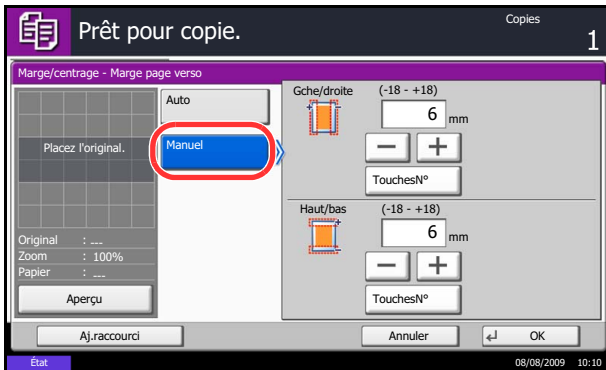 Prêt pour copie.
Copies
1
Marge/centrage - Marge page verso
Placez l'original.
Original : ---
Zoom : 100%
Papier : ---
Aperçu
Auto
Manuel
Gche/droite (-18 - +18)
6 mm
− +
TouchesN°
Haut/bas (-18 - +18)
6 mm
− +
TouchesN°
Aj.raccourci
Annuler
OK
État
08/08/2009 10:10